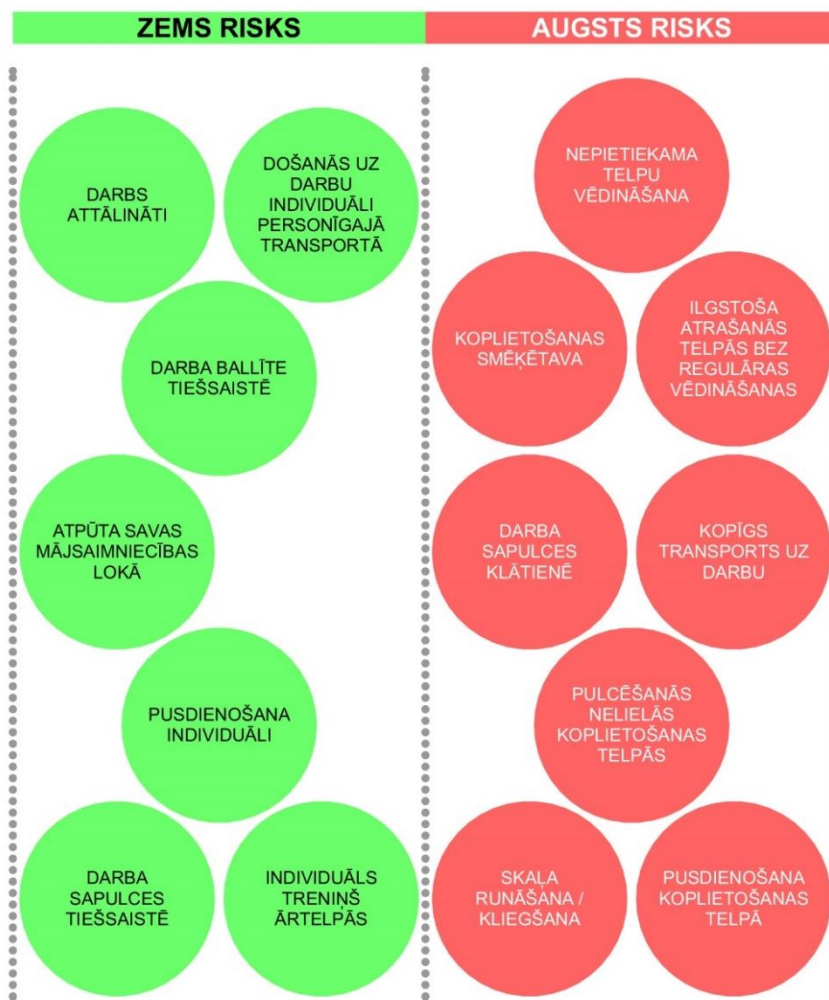 ZEMS RISKS
AUGSTS RISKS
DARBS
ATTĀLINĀTI
DOŠANĀS UZ
DARBU
INDIVIDUĀLI
PERSONĪGAJĀ
TRANSPORTĀ
DARBA BALLĪTE
TIEŠSAISTĒ
ATPŪTA SAVAS
MĀJSAIMNIECĪBAS
LOKĀ
PUSDIENOŠANA
INDIVIDUĀLI
DARBA
SAPULCES
TIEŠSAISTĒ
INDIVIDUĀLS
TRENIŅŠ
ĀRTELPĀS
NEPIETIEKAMA
TELPU
VĒDINĀŠANA
KOPLIETOŠANAS
SMĒĶĒTAVA
ILGSTOŠA
ATRAŠANĀS
TELPĀS BEZ
REGULĀRAS
VĒDINĀŠANAS
DARBA
SAPULCES
KLĀTIENĒ
KOPĪGS
TRANSPORTS UZ
DARBU
PULCĒŠANĀS
NELIELĀS
KOPLIETOŠANAS
TELPĀS
SKAĻA
RUNĀŠANA /
KLIEGŠANA
PUSDIENOŠANA
KOPLIETOŠANAS
TELPĀ